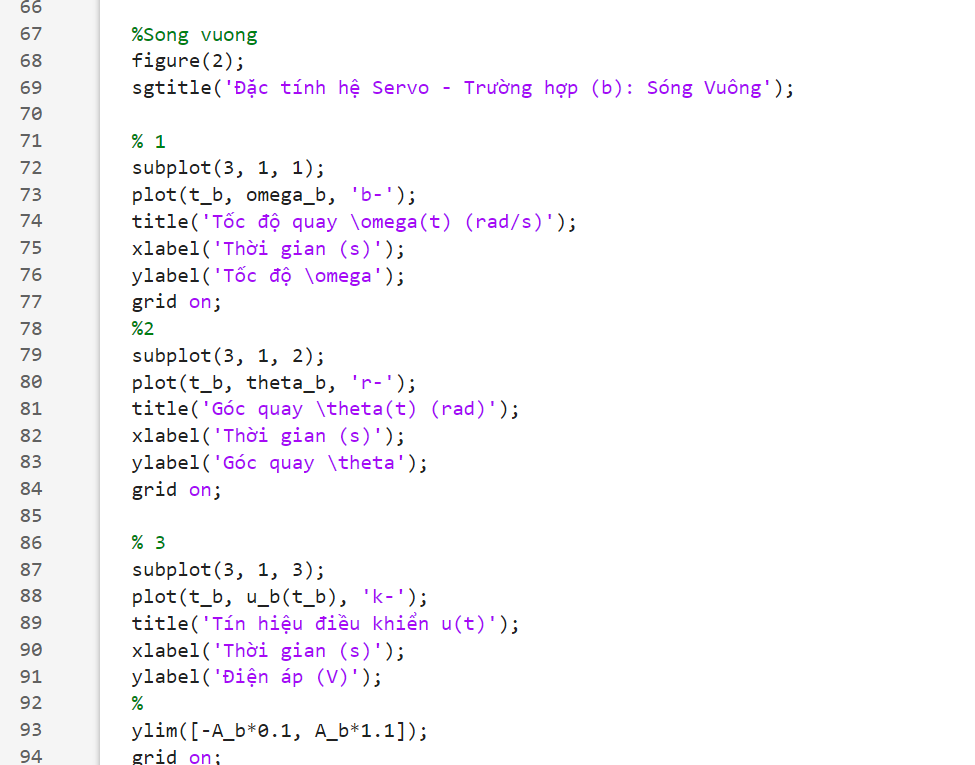 66
67 %Song vuong
68 figure(2);
69 sgtitle('Đặc tính hệ Servo - Trường hợp (b): Sóng Vuông');
70
71 % 1
72 subplot(3, 1, 1);
73 plot(t_b, omega_b, 'b-');
74 title('Tốc độ quay \omega(t) (rad/s)');
75 xlabel('Thời gian (s)');
76 ylabel('Tốc độ \omega');
77 grid on;
78 %2
79 subplot(3, 1, 2);
80 plot(t_b, theta_b, 'r-');
81 title('Góc quay \theta(t) (rad)');
82 xlabel('Thời gian (s)');
83 ylabel('Góc quay \theta');
84 grid on;
85
86 % 3
87 subplot(3, 1, 3);
88 plot(t_b, u_b(t_b), 'k-');
89 title('Tín hiệu điều khiển u(t)');
90 xlabel('Thời gian (s)');
91 ylabel('Điện áp (V)');
92 %
93 ylim([-A_b*0.1, A_b*1.1]);
94 grid on;